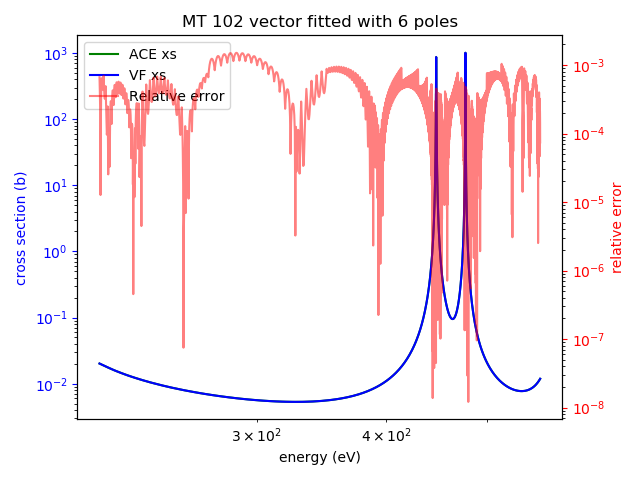 MT 102 vector fitted with 6 poles
ACE xs
VF xs
Relative error
10³
10²
10¹
10⁰
10⁻¹
10⁻²
cross section (b)
10⁻³
10⁻⁴
10⁻⁵
10⁻⁶
10⁻⁷
10⁻⁸
relative error
3 × 10² 4 × 10²
energy (eV)